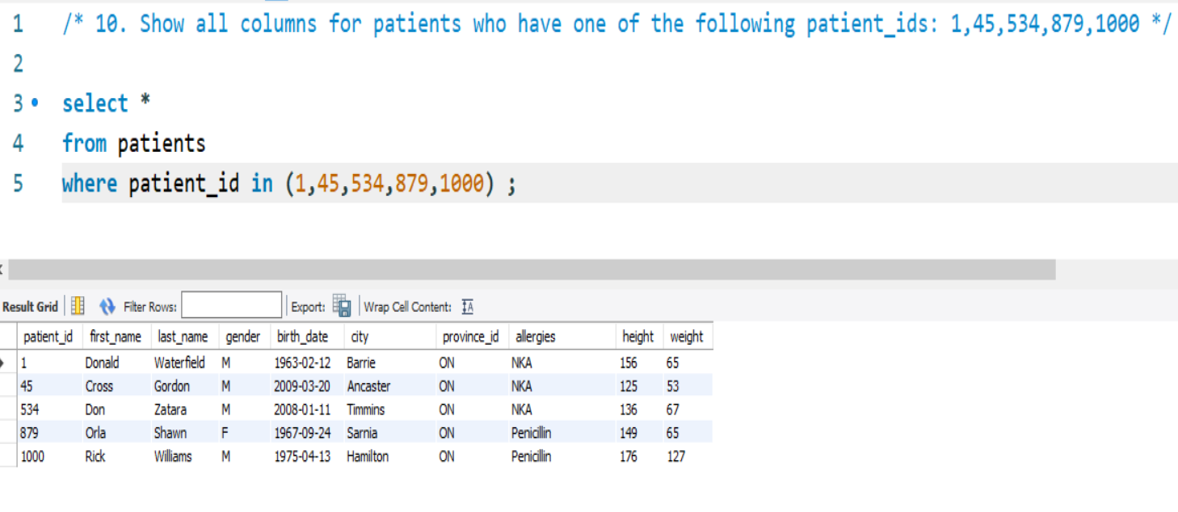 1 /* 10. Show all columns for patients who have one of the following patient_ids: 1,45,534,879,1000 */
2
3 select *
4 from patients
5 where patient_id in (1,45,534,879,1000) ;
Result Grid Filter Rows: Export: Wrap Cell Content: IA
patient_id first_name last_name gender birth_date city province_id allergies height weight
1 Donald Waterfield M 1963-02-12 Barrie ON NKA 156 65
45 Cross Gordon M 2009-03-20 Ancaster ON NKA 125 53
534 Don Zatara M 2008-01-11 Timmins ON NKA 136 67
879 Orla Shawn F 1967-09-24 Sarnia ON Penicillin 149 65
1000 Rick Williams M 1975-04-13 Hamilton ON Penicillin 176 127